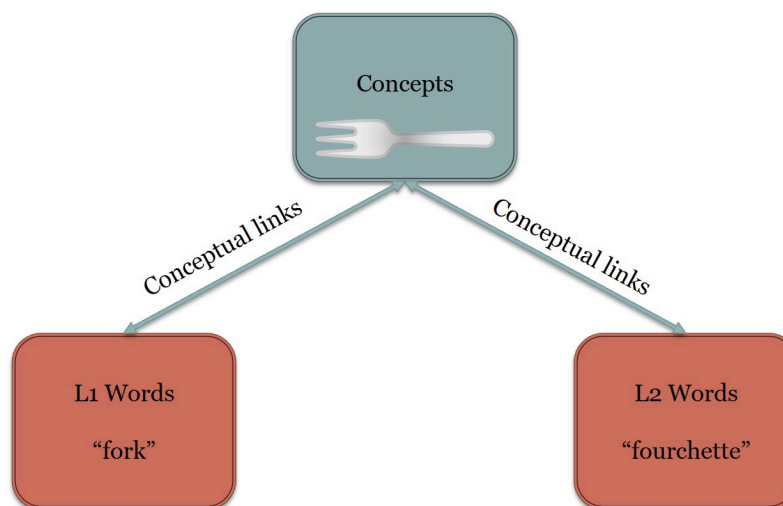 Concepts
Conceptual links
Conceptual links
L1 Words
“fork”
L2 Words
“fourchette”